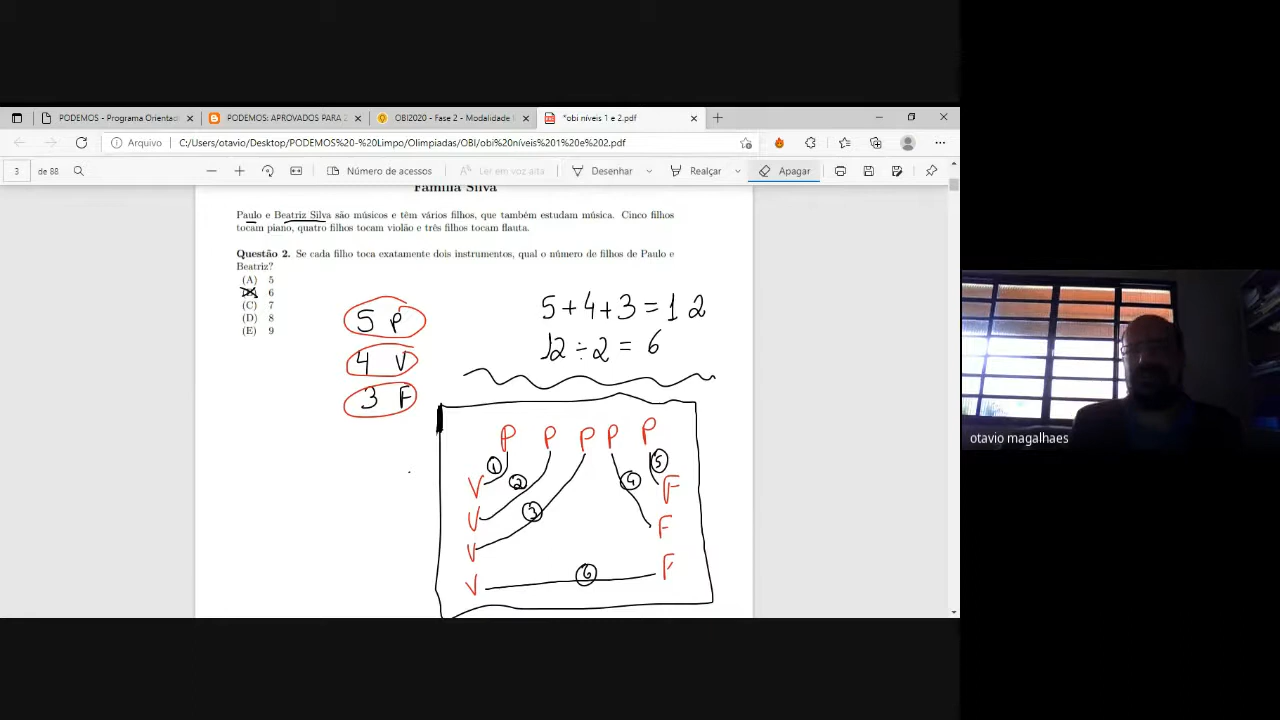 PODEMOS - Programa Orientac
PODEMOS: APROVADOS PARA 2
OBI2020 - Fase 2 - Modalidade I
*obi níveis 1 e 2.pdf
Arquivo
C:/Users/otavio/Desktop/PODEMOS%20-%20Limpo/Olimpiadas/OBI/obi%20níveis%201%20e%202.pdf
3 de 88
Número de acessos
Ler em voz alta
Desenhar
Realçar
Apagar
Família Silva
Paulo e Beatriz Silva são músicos e têm vários filhos, que também estudam música. Cinco filhos
tocam piano, quatro filhos tocam violão e três filhos tocam flauta.
Questão 2. Se cada filho toca exatamente dois instrumentos, qual o número de filhos de Paulo e
Beatriz?
(A) 5
(B) 6
(C) 7
(D) 8
(E) 9
5 P
4 V
3 F
5+4+3=12
12÷2=6
P P P P P
1 2 3 4 5
V F
V F
V
V 6 F
otavio magalhaes